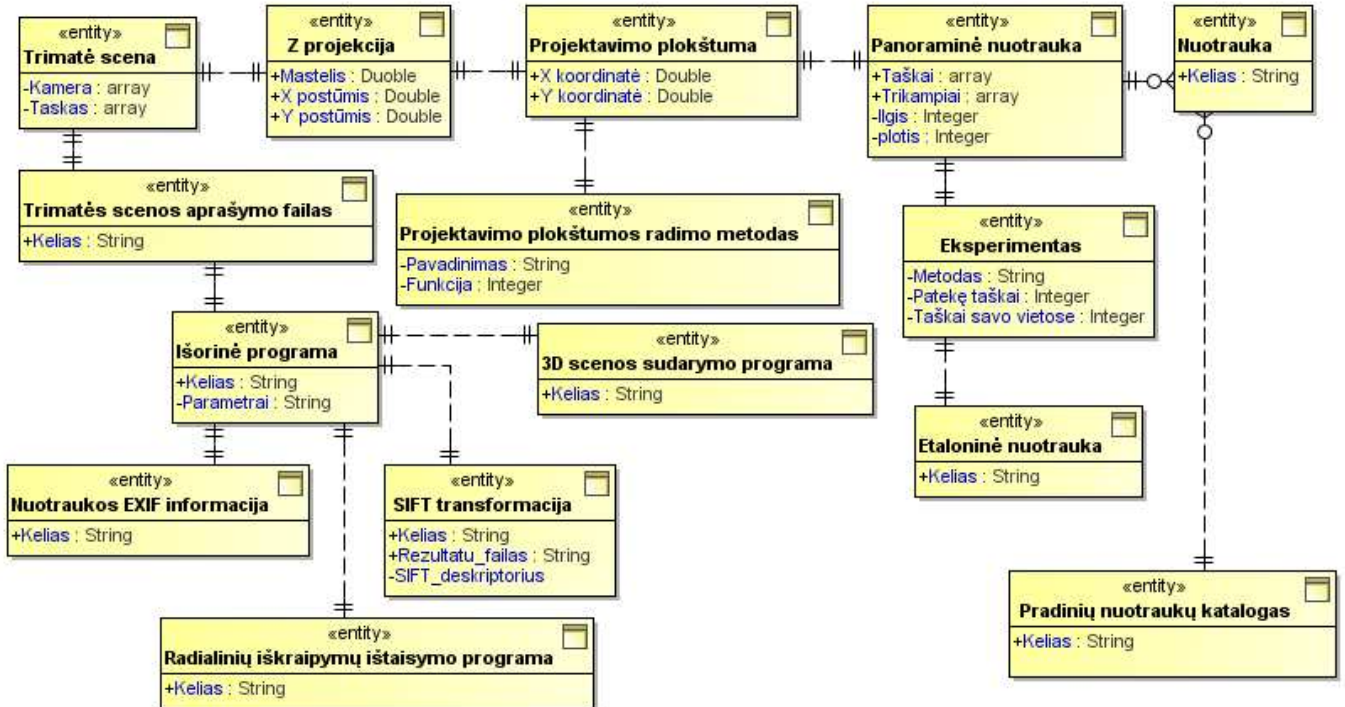 «entity»
Trimatė scena
-Kamera : array
-Taskas : array
«entity»
Z projekcija
+Mastelis : Duoble
+X postūmis : Double
+Y postūmis : Double
«entity»
Projektavimo plokštuma
+X koordinatė : Double
+Y koordinatė : Double
«entity»
Panoraminė nuotrauka
+Taškai : array
+Trikampiai : array
-Ilgis : Integer
-plotis : Integer
«entity»
Nuotrauka
+Kelias : String
«entity»
Trimatės scenos aprašymo failas
+Kelias : String
«entity»
Projektavimo plokštumos radimo metodas
-Pavadinimas : String
-Funkcija : Integer
«entity»
Eksperimentas
-Metodas : String
-Patekę taškai : Integer
-Taškai savo vietose : Integer
«entity»
Išorinė programa
+Kelias : String
-Parametrai : String
«entity»
3D scenos sudarymo programa
+Kelias : String
«entity»
Etaloninė nuotrauka
+Kelias : String
«entity»
Nuotraukos EXIF informacija
+Kelias : String
«entity»
SIFT transformacija
+Kelias : String
+Rezultatu_failas : String
-SIFT_deskriptorius
«entity»
Pradinių nuotraukų katalogas
+Kelias : String
«entity»
Radialinių iškraipymų ištaisymo programa
+Kelias : String